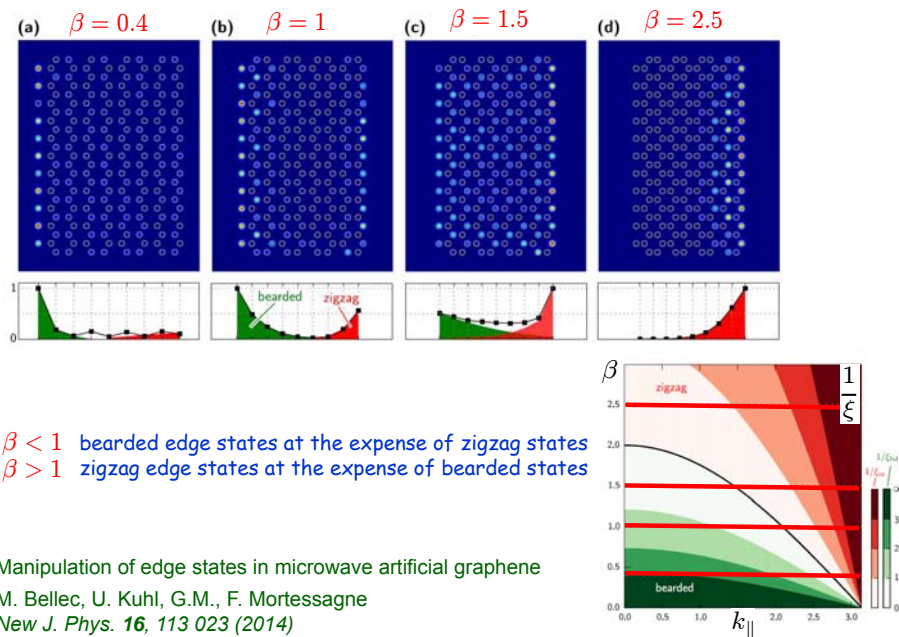 (a) β = 0.4 (b) β = 1 (c) β = 1.5 (d) β = 2.5
1
0
bearded
zigzag
β < 1 bearded edge states at the expense of zigzag states
β > 1 zigzag edge states at the expense of bearded states
β
zigzag
1/ξ
2.5
2.0
1.5
1.0
0.5
0.0
bearded
0.0 0.5 1.0 2.0 2.5 3.0
k∥
3
2
1
0
Manipulation of edge states in microwave artificial graphene
M. Bellec, U. Kuhl, G.M., F. Mortessagne
New J. Phys. 16, 113 023 (2014)